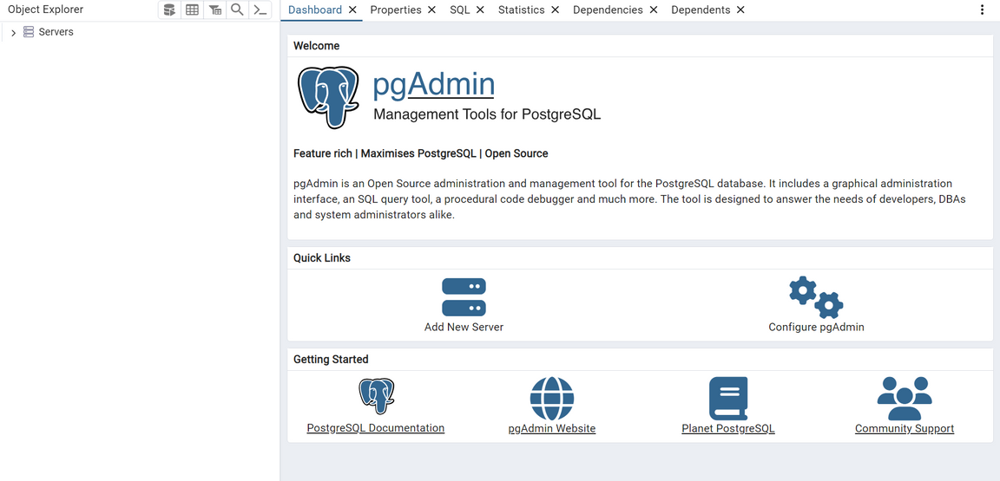 Object Explorer
Dashboard
Properties
SQL
Statistics
Dependencies
Dependents
Servers
Welcome
pgAdmin
Management Tools for PostgreSQL
Feature rich | Maximises PostgreSQL | Open Source
pgAdmin is an Open Source administration and management tool for the PostgreSQL database. It includes a graphical administration
interface, an SQL query tool, a procedural code debugger and much more. The tool is designed to answer the needs of developers, DBAs
and system administrators alike.
Quick Links
Add New Server
Configure pgAdmin
Getting Started
PostgreSQL Documentation
pgAdmin Website
Planet PostgreSQL
Community Support